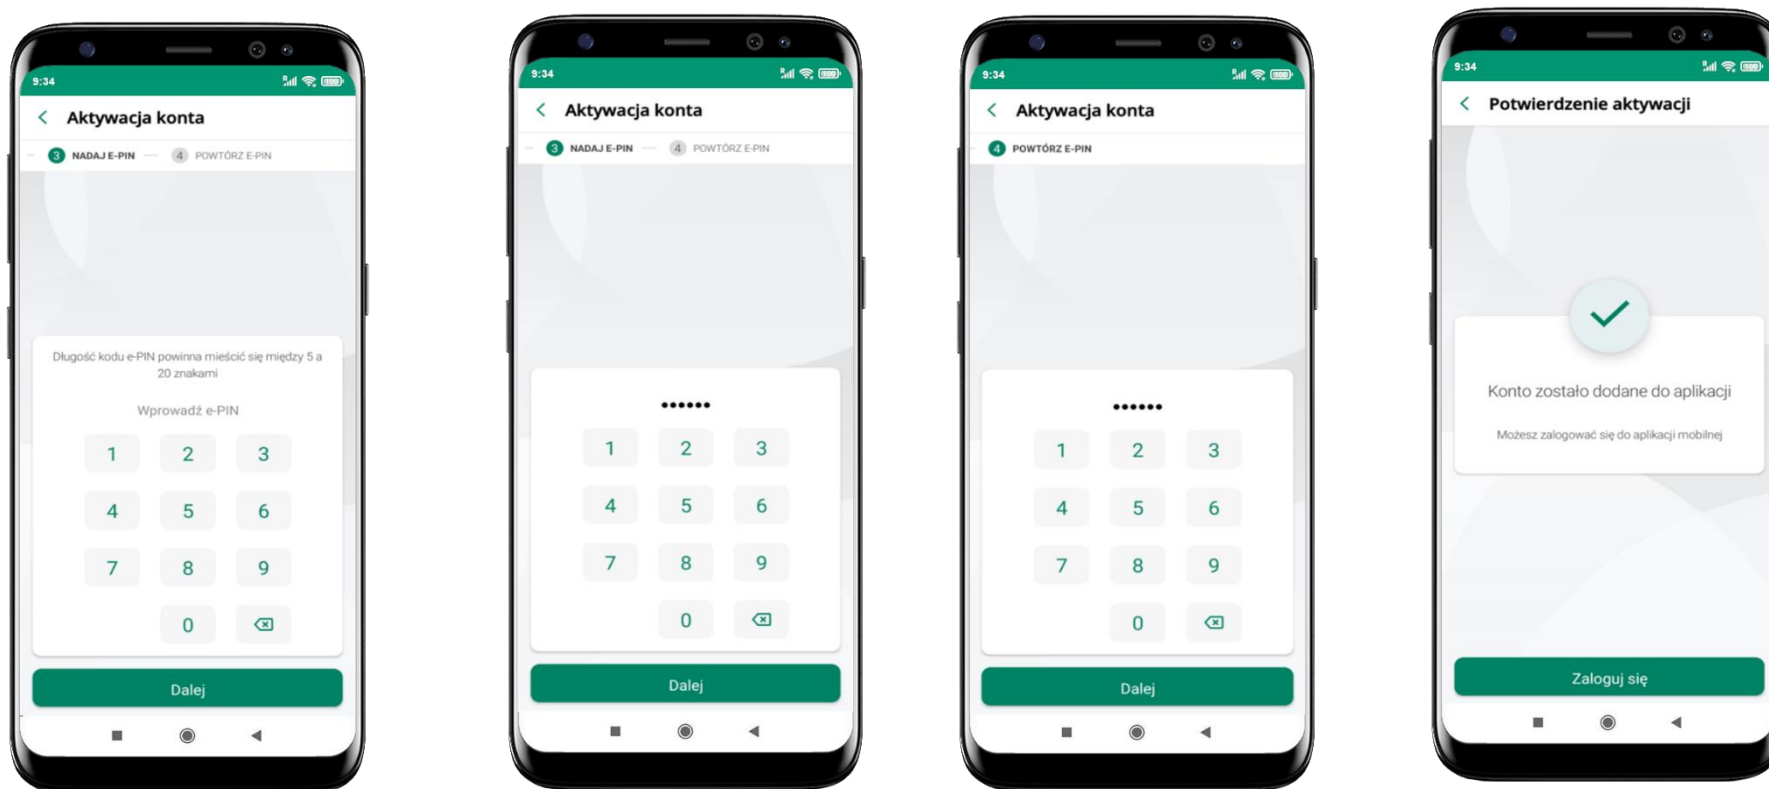 9:34
Aktywacja konta
3 NADAJ E-PIN 4 POWTÓRZ E-PIN
Długość kodu e-PIN powinna mieścić się między 5 a
20 znakami
Wprowadź e-PIN
1 2 3
4 5 6
7 8 9
0
Dalej
9:34
Aktywacja konta
3 NADAJ E-PIN 4 POWTÓRZ E-PIN
••••••
1 2 3
4 5 6
7 8 9
0
Dalej
9:34
Aktywacja konta
4 POWTÓRZ E-PIN
••••••
1 2 3
4 5 6
7 8 9
0
Dalej
9:34
Potwierdzenie aktywacji
Konto zostało dodane do aplikacji
Możesz zalogować się do aplikacji mobilnej
Zaloguj się